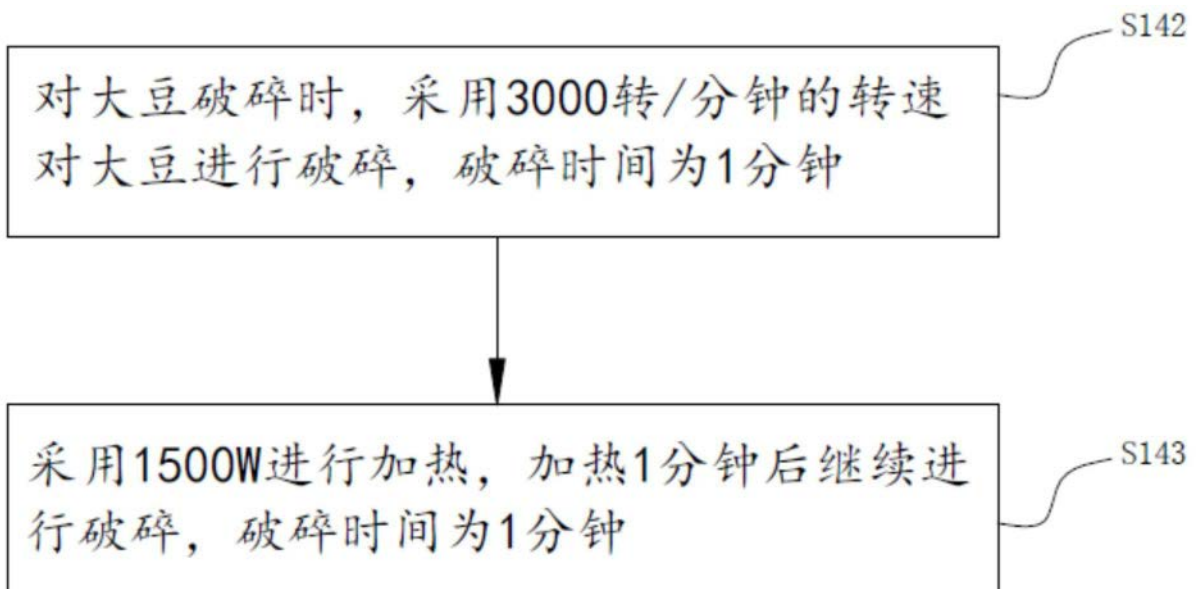 S142
对大豆破碎时，采用3000转/分钟的转速
对大豆进行破碎，破碎时间为1分钟
S143
采用1500W进行加热，加热1分钟后继续进
行破碎，破碎时间为1分钟